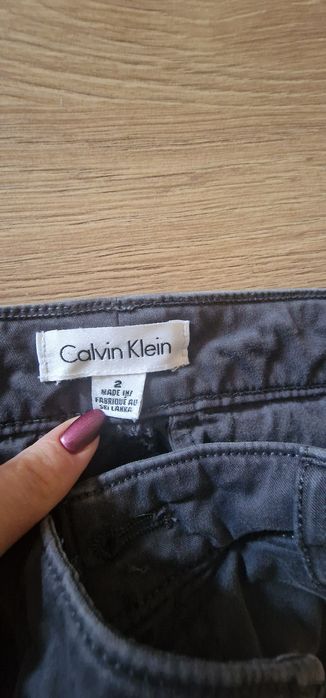 Calvin Klein
2
MADE IN/
FABRIQUÉ AU
SRI LANKA